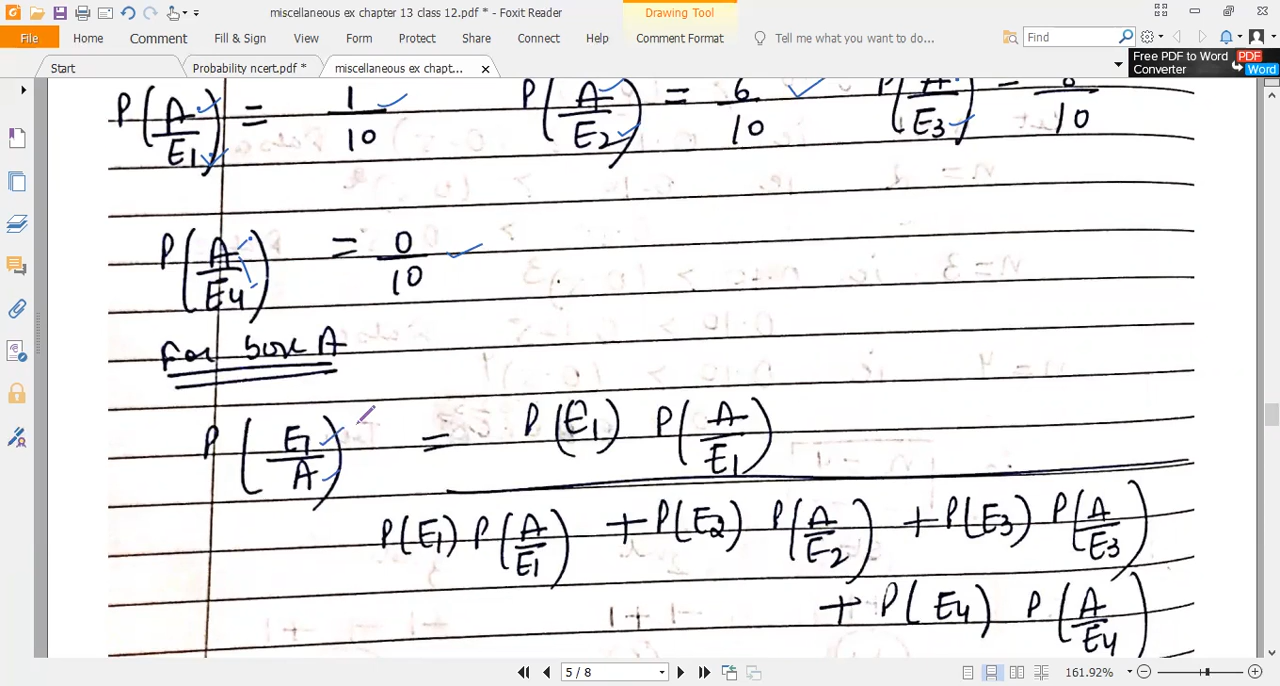 miscellaneous ex chapter 13 class 12.pdf * - Foxit Reader
Drawing Tool
File Home Comment Fill & Sign View Form Protect Share Connect Help Comment Format Tell me what you want to do... Find
Start Probability ncert.pdf * miscellaneous ex chapt...
Free PDF to Word Converter PDF Word
P(A/E1) = 1/10 P(A/E2) = 6/10 P(A/E3) = /10
P(A/E4) = 0/10
For box A
P(E1/A) = P(E1) P(A/E1)
P(E1) P(A/E1) + P(E2) P(A/E2) + P(E3) P(A/E3)
+ P(E4) P(A/E4)
5 / 8
161.92%